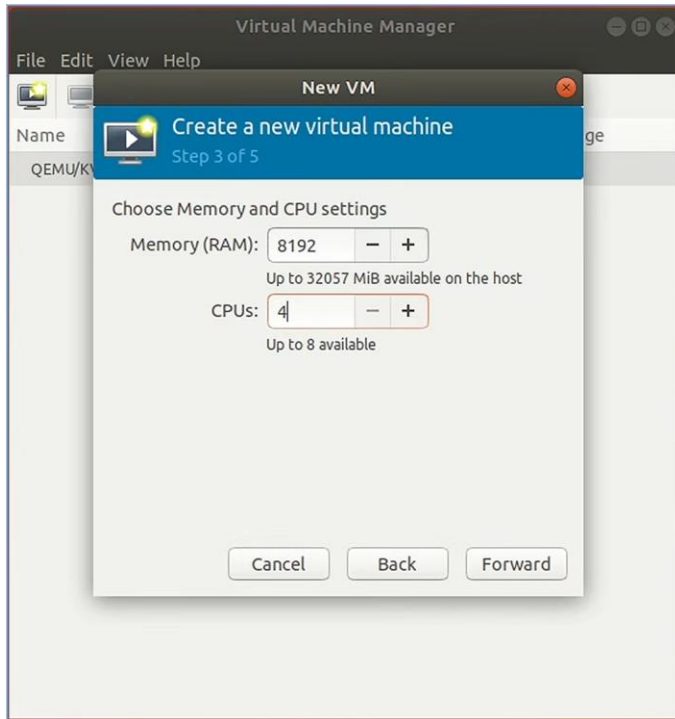 Virtual Machine Manager
File Edit View Help
New VM
Create a new virtual machine
Step 3 of 5
Name
QEMU/KV
Choose Memory and CPU settings
Memory (RAM): 8192 − +
Up to 32057 MiB available on the host
CPUs: 4 − +
Up to 8 available
Cancel Back Forward